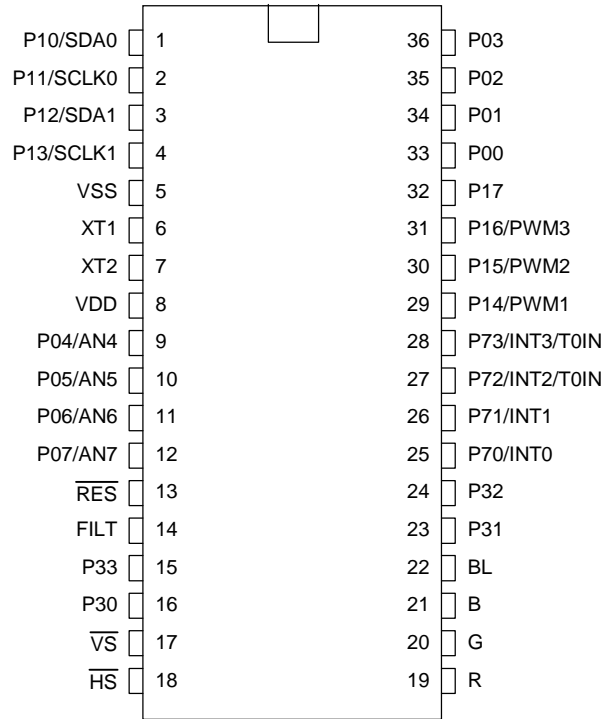 P10/SDA0 1 36 P03
P11/SCLK0 2 35 P02
P12/SDA1 3 34 P01
P13/SCLK1 4 33 P00
VSS 5 32 P17
XT1 6 31 P16/PWM3
XT2 7 30 P15/PWM2
VDD 8 29 P14/PWM1
P04/AN4 9 28 P73/INT3/T0IN
P05/AN5 10 27 P72/INT2/T0IN
P06/AN6 11 26 P71/INT1
P07/AN7 12 25 P70/INT0
R̅E̅S̅ 13 24 P32
FILT 14 23 P31
P33 15 22 BL
P30 16 21 B
V̅S̅ 17 20 G
H̅S̅ 18 19 R